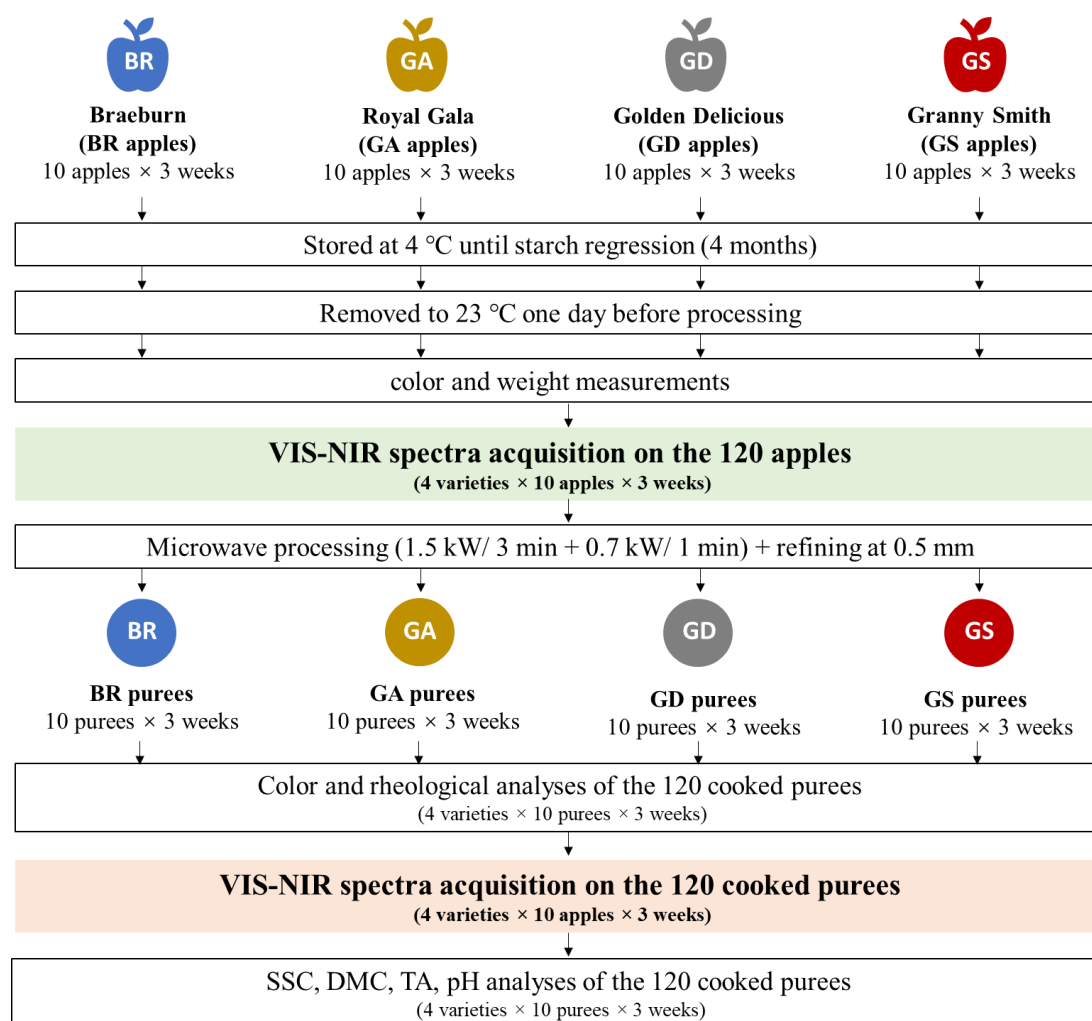 BR GA GD GS
Braeburn Royal Gala Golden Delicious Granny Smith
(BR apples) (GA apples) (GD apples) (GS apples)
10 apples × 3 weeks 10 apples × 3 weeks 10 apples × 3 weeks 10 apples × 3 weeks
Stored at 4 °C until starch regression (4 months)
Removed to 23 °C one day before processing
color and weight measurements
VIS-NIR spectra acquisition on the 120 apples
(4 varieties × 10 apples × 3 weeks)
Microwave processing (1.5 kW/ 3 min + 0.7 kW/ 1 min) + refining at 0.5 mm
BR GA GD GS
BR purees GA purees GD purees GS purees
10 purees × 3 weeks 10 purees × 3 weeks 10 purees × 3 weeks 10 purees × 3 weeks
Color and rheological analyses of the 120 cooked purees
(4 varieties × 10 purees × 3 weeks)
VIS-NIR spectra acquisition on the 120 cooked purees
(4 varieties × 10 apples × 3 weeks)
SSC, DMC, TA, pH analyses of the 120 cooked purees
(4 varieties × 10 purees × 3 weeks)